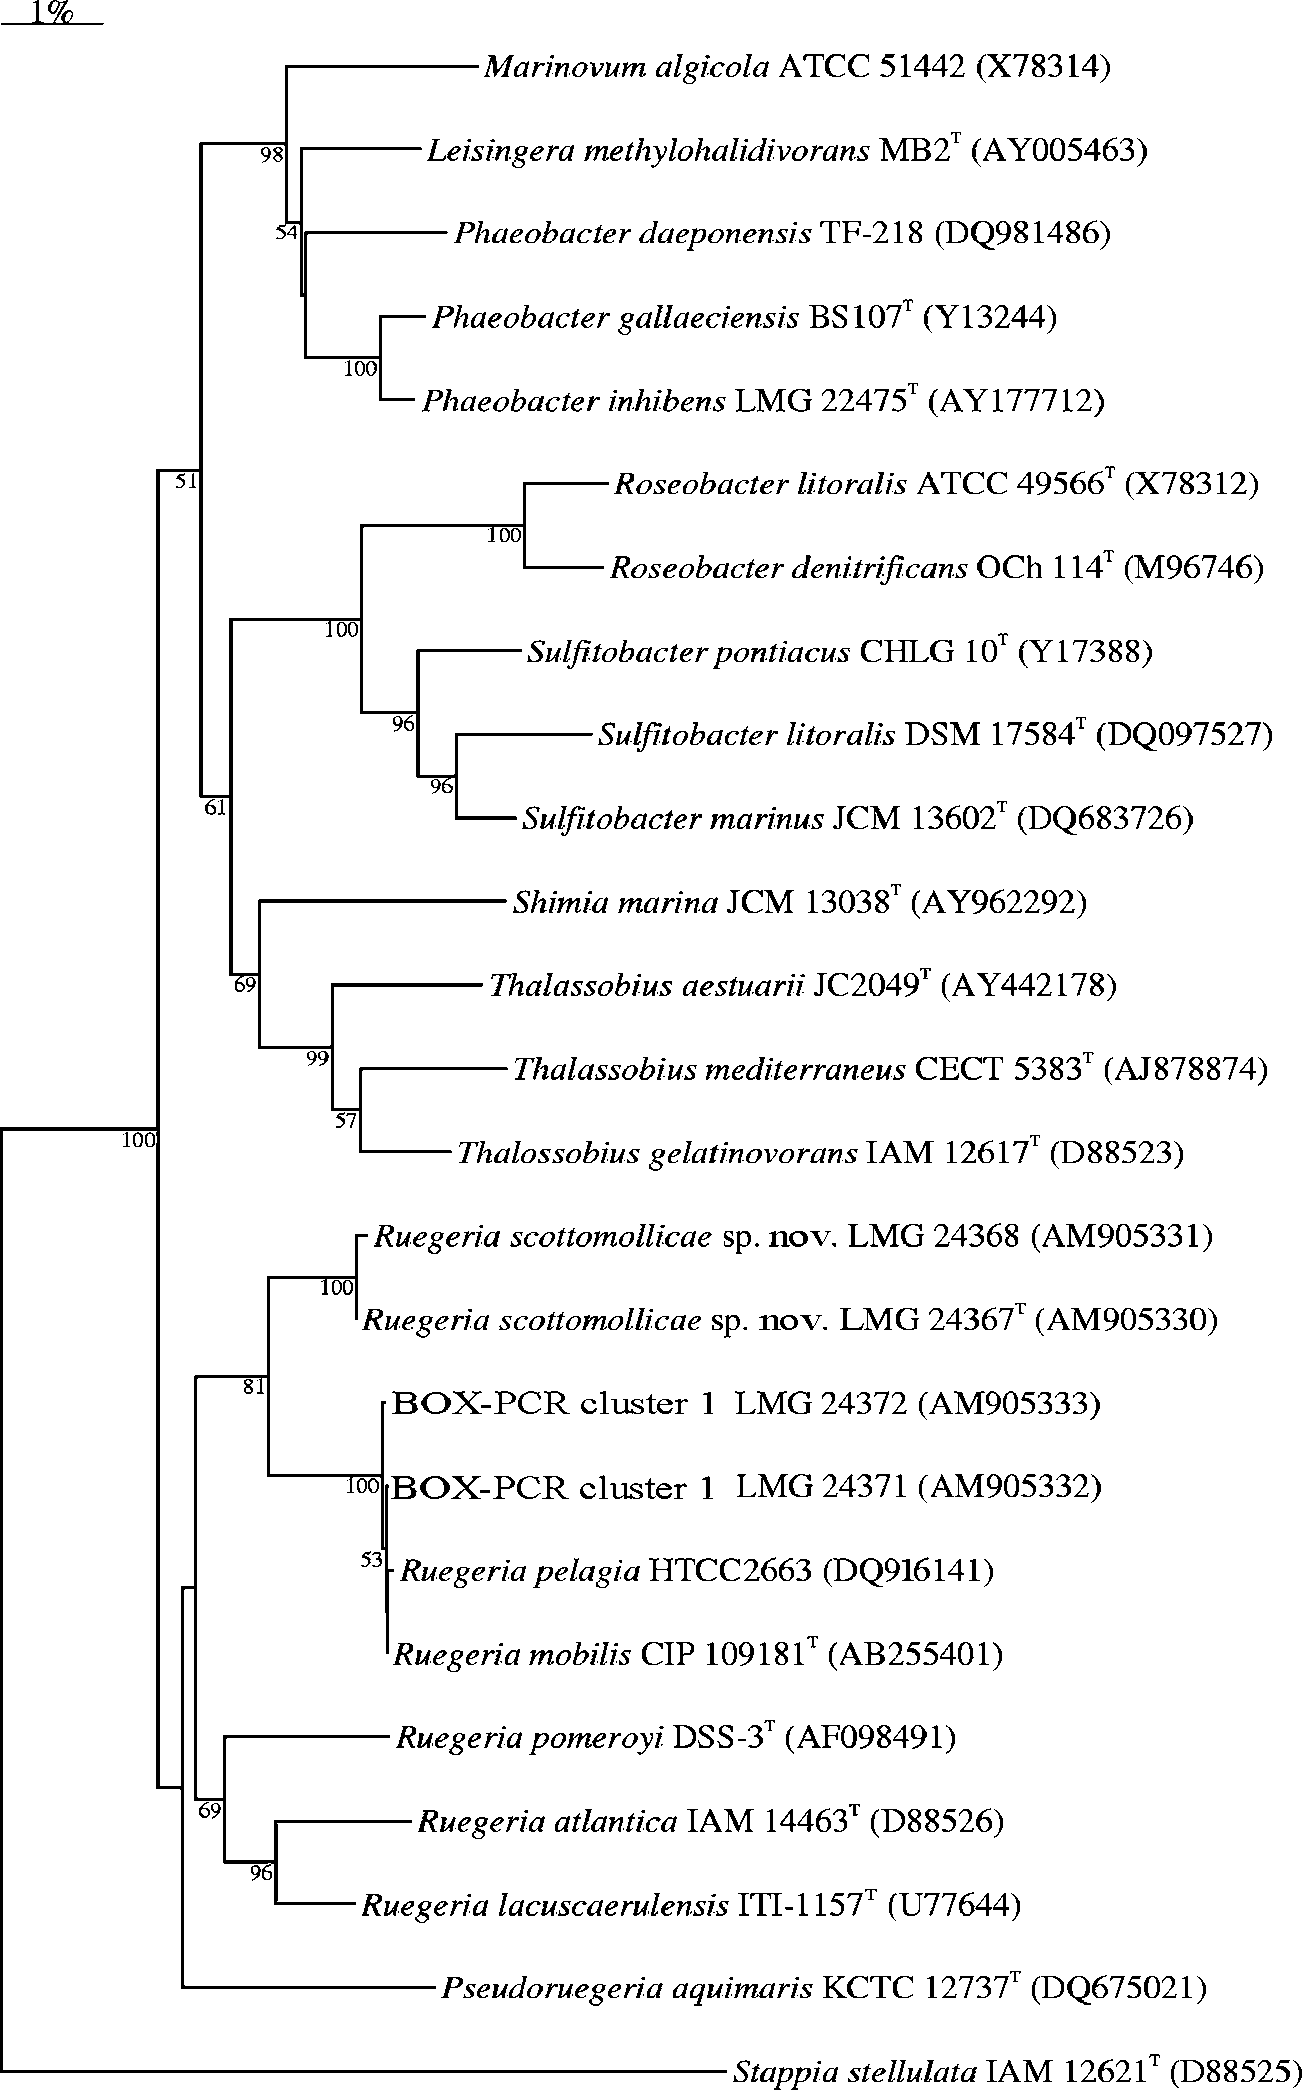 1%
Marinovum algicola ATCC 51442 (X78314)
98
Leisingera methylohalidivorans MB2ᵀ (AY005463)
54
Phaeobacter daeponensis TF-218 (DQ981486)
Phaeobacter gallaeciensis BS107ᵀ (Y13244)
100
Phaeobacter inhibens LMG 22475ᵀ (AY177712)
51
Roseobacter litoralis ATCC 49566ᵀ (X78312)
100
Roseobacter denitrificans OCh 114ᵀ (M96746)
100
Sulfitobacter pontiacus CHLG 10ᵀ (Y17388)
96
Sulfitobacter litoralis DSM 17584ᵀ (DQ097527)
96
61
Sulfitobacter marinus JCM 13602ᵀ (DQ683726)
Shimia marina JCM 13038ᵀ (AY962292)
69
Thalassobius aestuarii JC2049ᵀ (AY442178)
99
Thalassobius mediterraneus CECT 5383ᵀ (AJ878874)
57
100
Thalossobius gelatinovorans IAM 12617ᵀ (D88523)
Ruegeria scottomollicae sp. nov. LMG 24368 (AM905331)
100
Ruegeria scottomollicae sp. nov. LMG 24367ᵀ (AM905330)
81
BOX-PCR cluster 1 LMG 24372 (AM905333)
100
BOX-PCR cluster 1 LMG 24371 (AM905332)
53
Ruegeria pelagia HTCC2663 (DQ916141)
Ruegeria mobilis CIP 109181ᵀ (AB255401)
Ruegeria pomeroyi DSS-3ᵀ (AF098491)
69
Ruegeria atlantica IAM 14463ᵀ (D88526)
96
Ruegeria lacuscaerulensis ITI-1157ᵀ (U77644)
Pseudoruegeria aquimaris KCTC 12737ᵀ (DQ675021)
Stappia stellulata IAM 12621ᵀ (D88525)